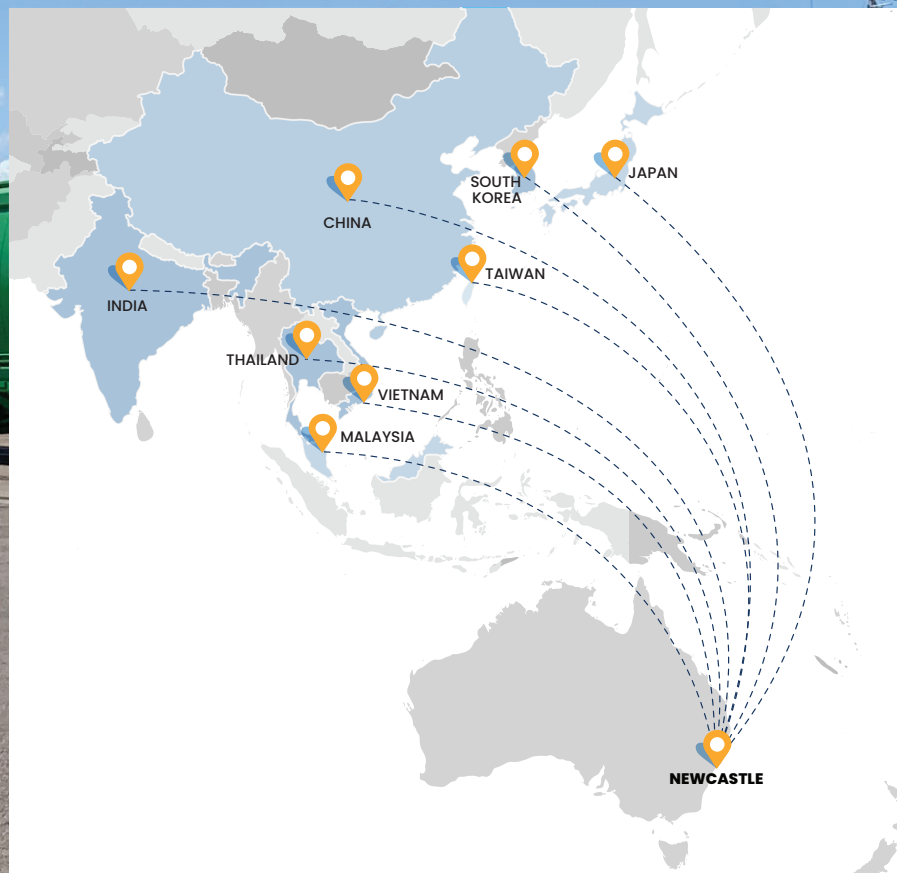 JAPAN
SOUTH
KOREA
CHINA
TAIWAN
INDIA
THAILAND
VIETNAM
MALAYSIA
NEWCASTLE